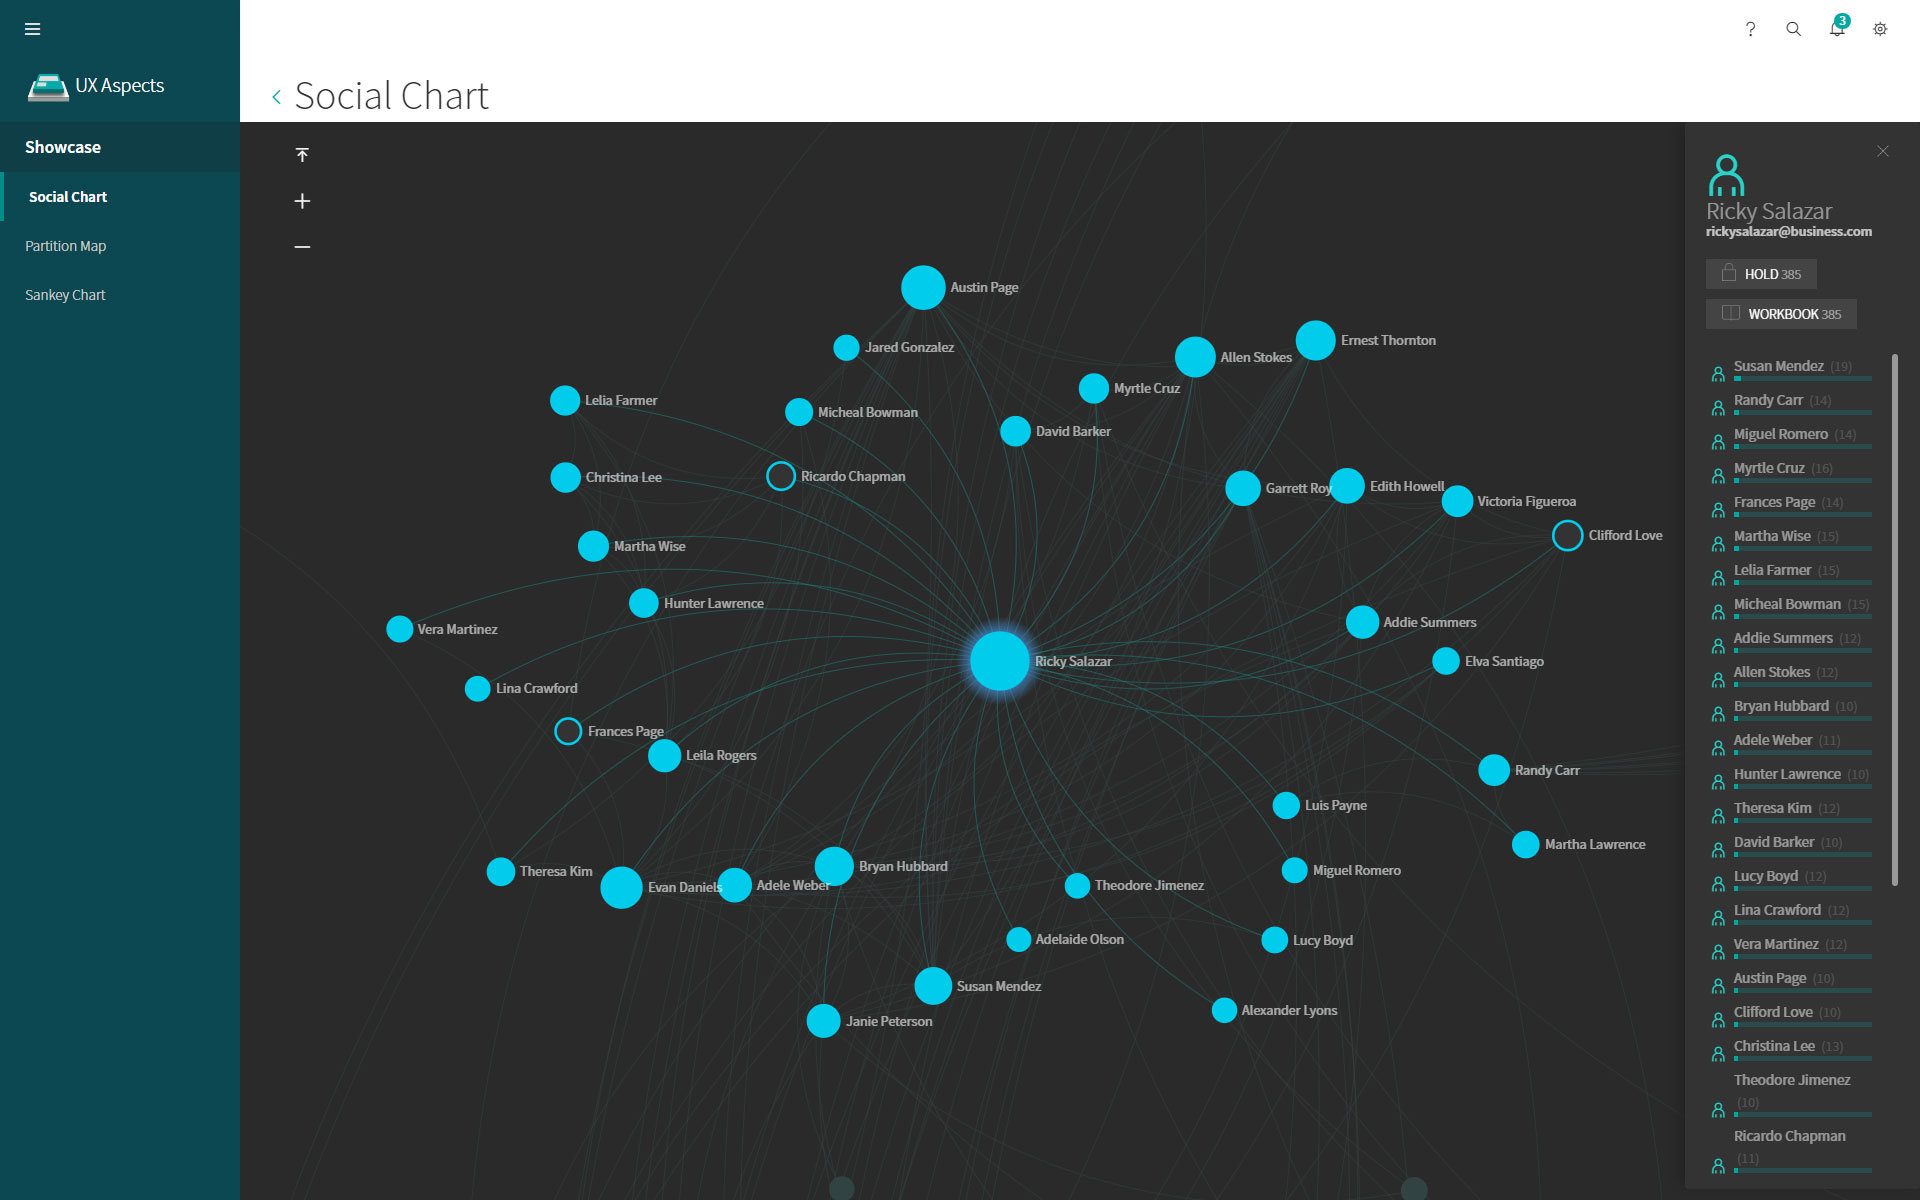 3
UX Aspects
Social Chart
Showcase
Social Chart
Partition Map
Sankey Chart
Austin Page
Jared Gonzalez
Ernest Thornton
Allen Stokes
Myrtle Cruz
Lelia Farmer
Micheal Bowman
David Barker
Christina Lee
Ricardo Chapman
Garrett Roy
Edith Howell
Victoria Figueroa
Clifford Love
Martha Wise
Hunter Lawrence
Vera Martinez
Addie Summers
Ricky Salazar
Elva Santiago
Lina Crawford
Frances Page
Leila Rogers
Randy Carr
Luis Payne
Martha Lawrence
Theresa Kim
Evan Daniels
Adele Weber
Bryan Hubbard
Theodore Jimenez
Miguel Romero
Adelaide Olson
Lucy Boyd
Susan Mendez
Janie Peterson
Alexander Lyons
Ricky Salazar
rickysalazar@business.com
HOLD 385
WORKBOOK 385
Susan Mendez (19)
Randy Carr (14)
Miguel Romero (14)
Myrtle Cruz (16)
Frances Page (14)
Martha Wise (15)
Lelia Farmer (15)
Micheal Bowman (15)
Addie Summers (12)
Allen Stokes (12)
Bryan Hubbard (10)
Adele Weber (11)
Hunter Lawrence (10)
Theresa Kim (12)
David Barker (10)
Lucy Boyd (12)
Lina Crawford (12)
Vera Martinez (12)
Austin Page (10)
Clifford Love (10)
Christina Lee (13)
Theodore Jimenez
(10)
Ricardo Chapman
(11)